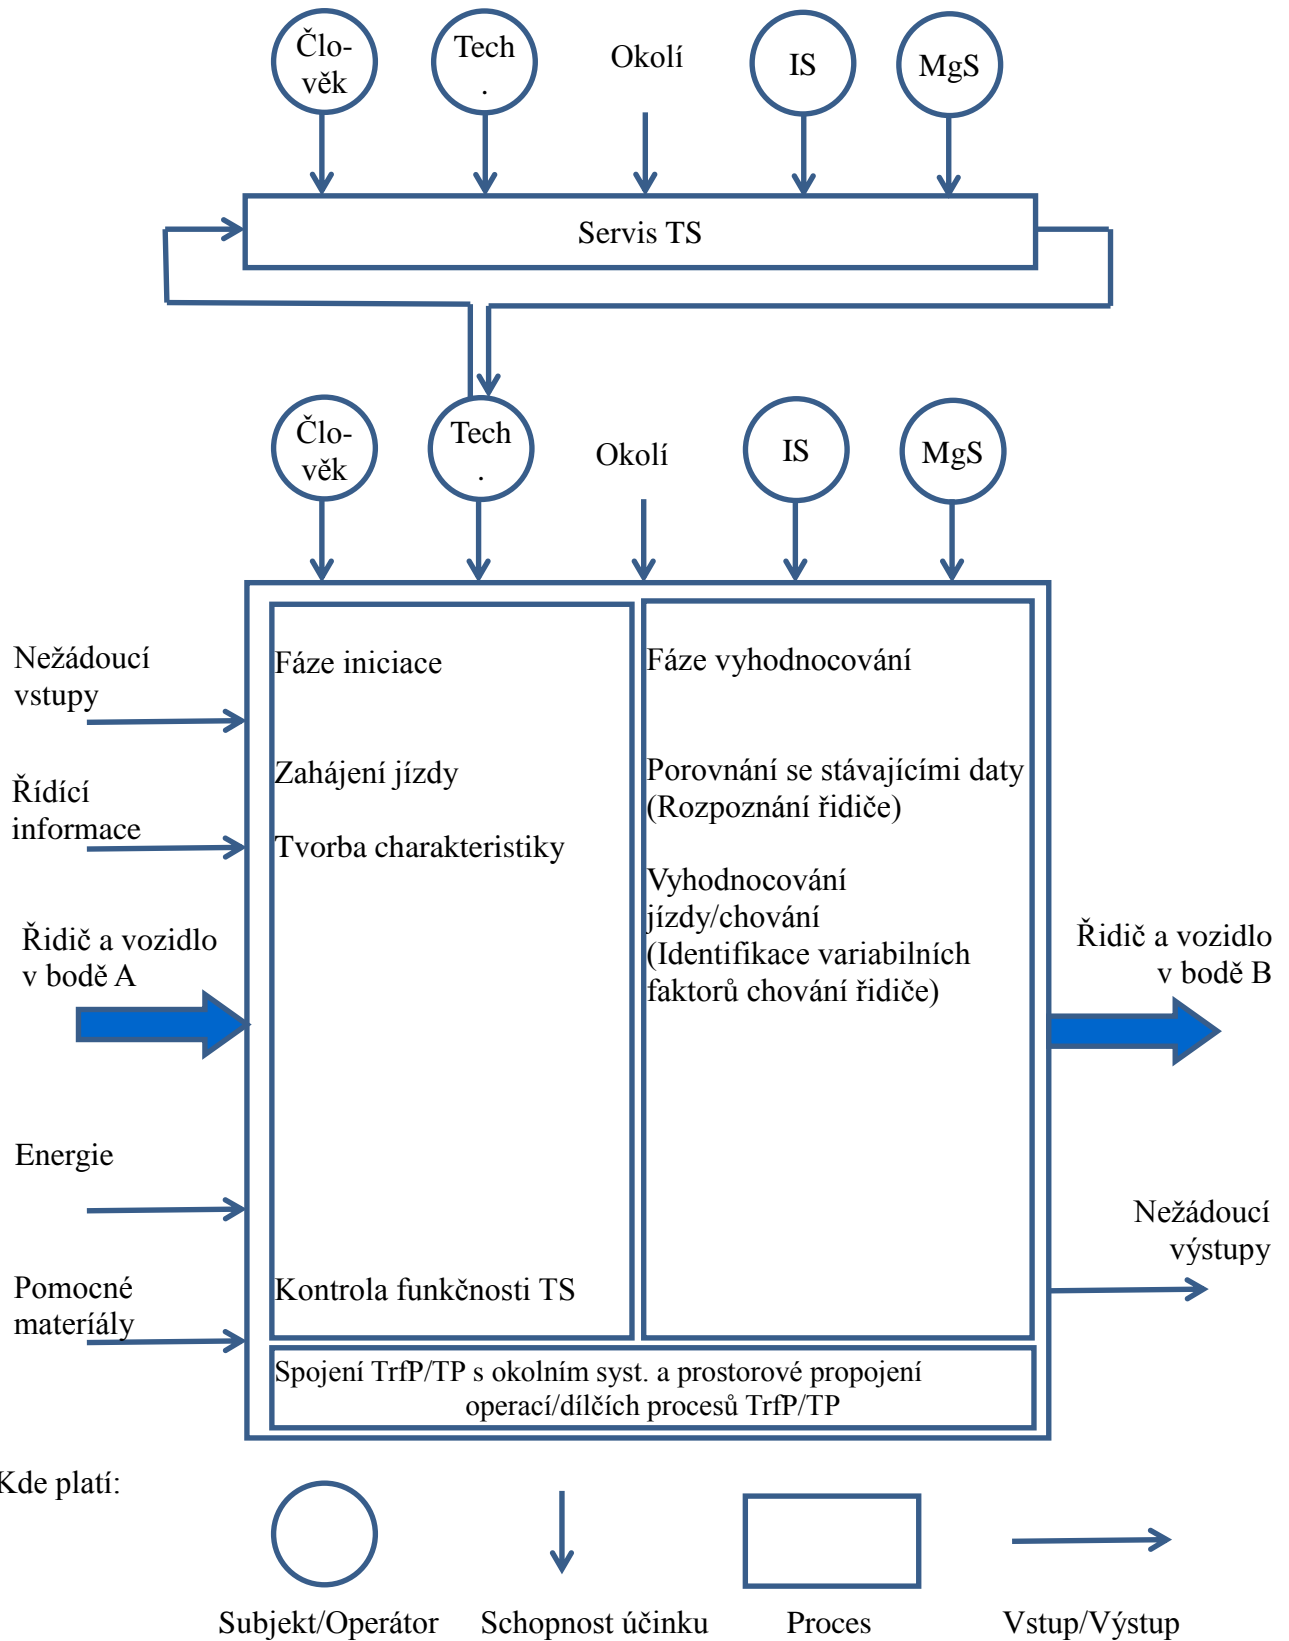 Člo-
věk
Tech
.
Okolí
IS
MgS
Servis TS
Člo-
věk
Tech
.
Okolí
IS
MgS
Nežádoucí
vstupy
Řídící
informace
Řidič a vozidlo
v bodě A
Energie
Pomocné
materíály
Fáze iniciace
Zahájení jízdy
Tvorba charakteristiky
Kontrola funkčnosti TS
Fáze vyhodnocování
Porovnání se stávajícími daty
(Rozpoznání řidiče)
Vyhodnocování
jízdy/chování
(Identifikace variabilních
faktorů chování řidiče)
Řidič a vozidlo
v bodě B
Nežádoucí
výstupy
Spojení TrfP/TP s okolním syst. a prostorové propojení
operací/dílčích procesů TrfP/TP
Kde platí:
Subjekt/Operátor
Schopnost účinku
Proces
Vstup/Výstup